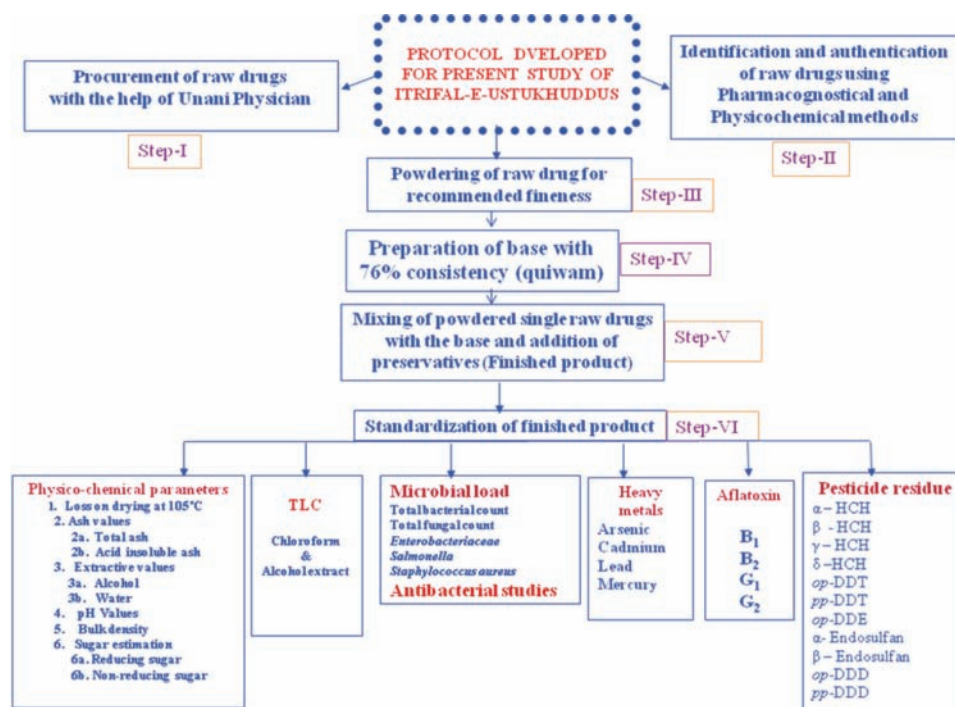 PROTOCOL DVELOPED
FOR PRESENT STUDY OF
ITRIFAL-E-USTUKHUDDUS
Procurement of raw drugs
with the help of Unani Physician
Step-I
Identification and authentication
of raw drugs using
Pharmacognostical and
Physicochemical methods
Step-II
Powdering of raw drug for
recommended fineness
Step-III
Preparation of base with
76% consistency (quiwam)
Step-IV
Mixing of powdered single raw drugs
with the base and addition of
preservatives (Finished product)
Step-V
Standardization of finished product
Step-VI
Physico-chemical parameters
1. Loss on drying at 105°C
2. Ash values
2a. Total ash
2b. Acid insoluble ash
3. Extractive values
3a. Alcohol
3b. Water
4. pH Values
5. Bulk density
6. Sugar estimation
6a. Reducing sugar
6b. Non-reducing sugar
TLC
Chloroform
&
Alcohol extract
Microbial load
Total bacterial count
Total fungal count
Enterobacteriaceae
Salmonella
Staphylococcus aureus
Antibacterial studies
Heavy
metals
Arsenic
Cadmium
Lead
Mercury
Aflatoxin
B1
B2
G1
G2
Pesticide residue
α- HCH
β - HCH
γ - HCH
δ-HCH
op-DDT
pp-DDT
op-DDE
α- Endosulfan
β – Endosulfan
op-DDD
pp-DDD